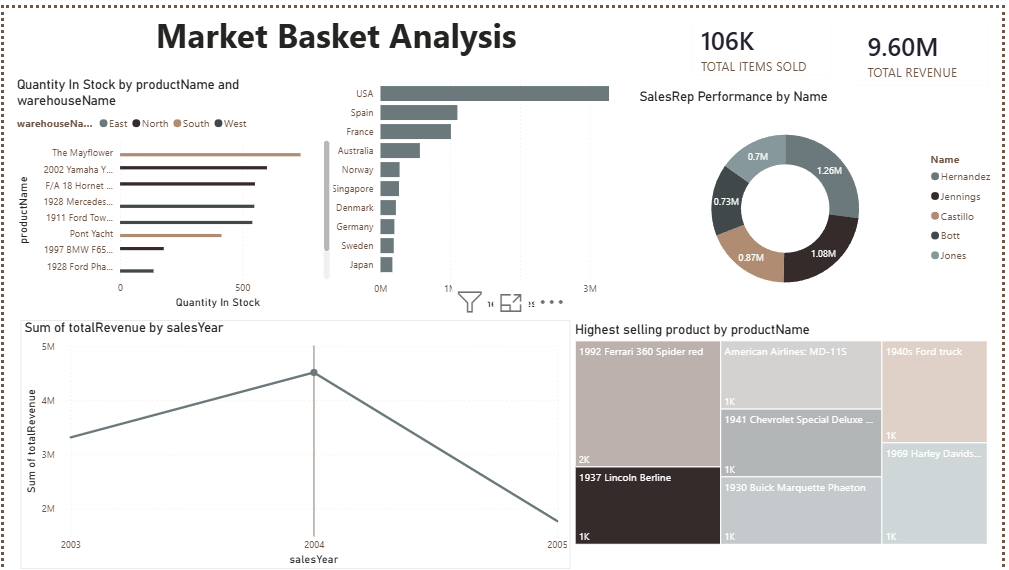 Market Basket Analysis
106K
TOTAL ITEMS SOLD
9.60M
TOTAL REVENUE
Quantity In Stock by productName and
warehouseName
warehouseNa... East North South West
productName
The Mayflower
2002 Yamaha Y...
F/A 18 Hornet ...
1928 Mercedes...
1911 Ford Tow...
Pont Yacht
1997 BMW F65...
1928 Ford Pha...
0 500
Quantity In Stock
USA
Spain
France
Australia
Norway
Singapore
Denmark
Germany
Sweden
Japan
0M 3M
SalesRep Performance by Name
0.7M
1.26M
0.73M
0.87M
1.08M
Name
Hernandez
Jennings
Castillo
Bott
Jones
Sum of totalRevenue by salesYear
Sum of totalRevenue
5M
4M
3M
2M
2003 2004 2005
salesYear
Highest selling product by productName
1992 Ferrari 360 Spider red
2K
1937 Lincoln Berline
1K
American Airlines: MD-11S
1K
1941 Chevrolet Special Deluxe ...
1K
1930 Buick Marquette Phaeton
1K
1940s Ford truck
1K
1969 Harley Davids...
1K